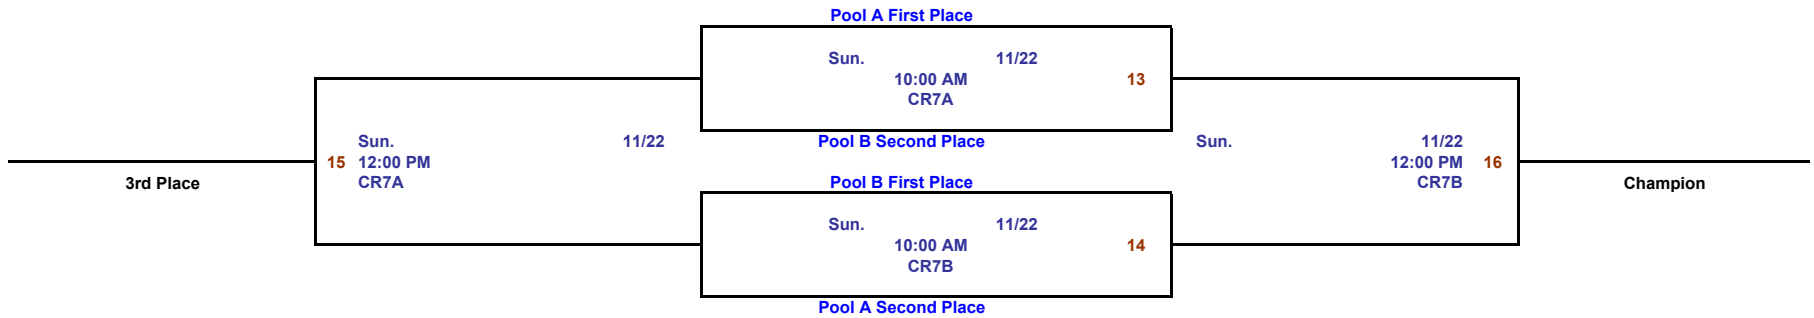 Pool A First Place
Sun. 11/22
10:00 AM 13
CR7A
Sun. 11/22 Pool B Second Place Sun. 11/22
15 12:00 PM 12:00 PM 16
3rd Place CR7A Pool B First Place CR7B Champion
Sun. 11/22
10:00 AM 14
CR7B
Pool A Second Place